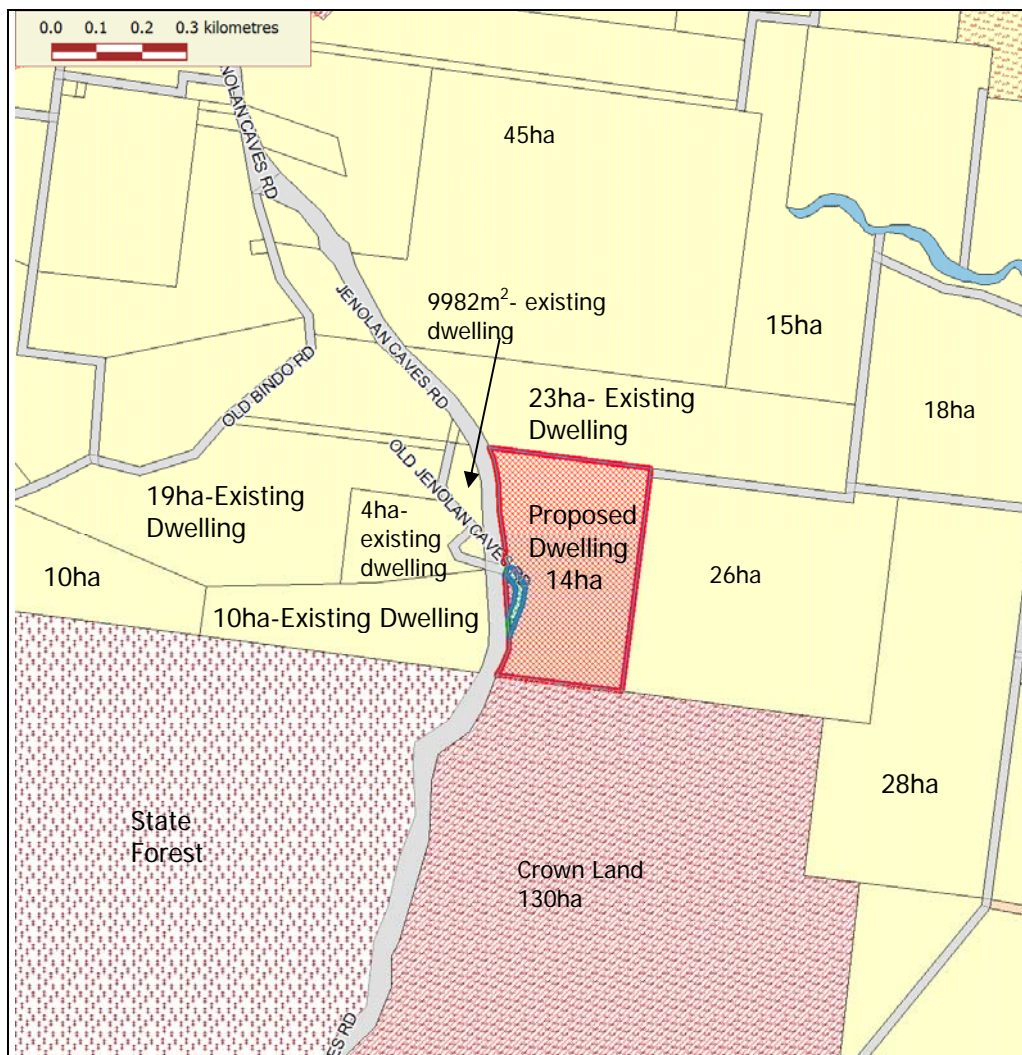 0.0 0.1 0.2 0.3 kilometres
NOLAN CAVES RD
45ha
JENOLAN CAVES RD
9982m²- existing
dwelling
15ha
OLD BINDO RD
23ha- Existing
Dwelling
18ha
OLD JENOLAN CAVES RD
19ha-Existing
Dwelling
4ha-
existing
dwelling
Proposed
Dwelling
14ha
26ha
10ha
10ha-Existing Dwelling
28ha
State
Forest
Crown Land
130ha
ES RD